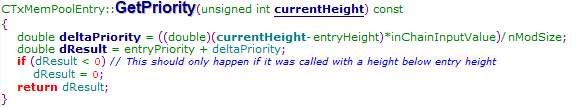 CTxMemPoolEntry::GetPriority(unsigned int currentHeight) const
{
double deltaPriority = ((double)(currentHeight-entryHeight)*inChainInputValue)/nModSize;
double dResult = entryPriority + deltaPriority;
if (dResult < 0) // This should only happen if it was called with a height below entry height
dResult = 0;
return dResult;
}